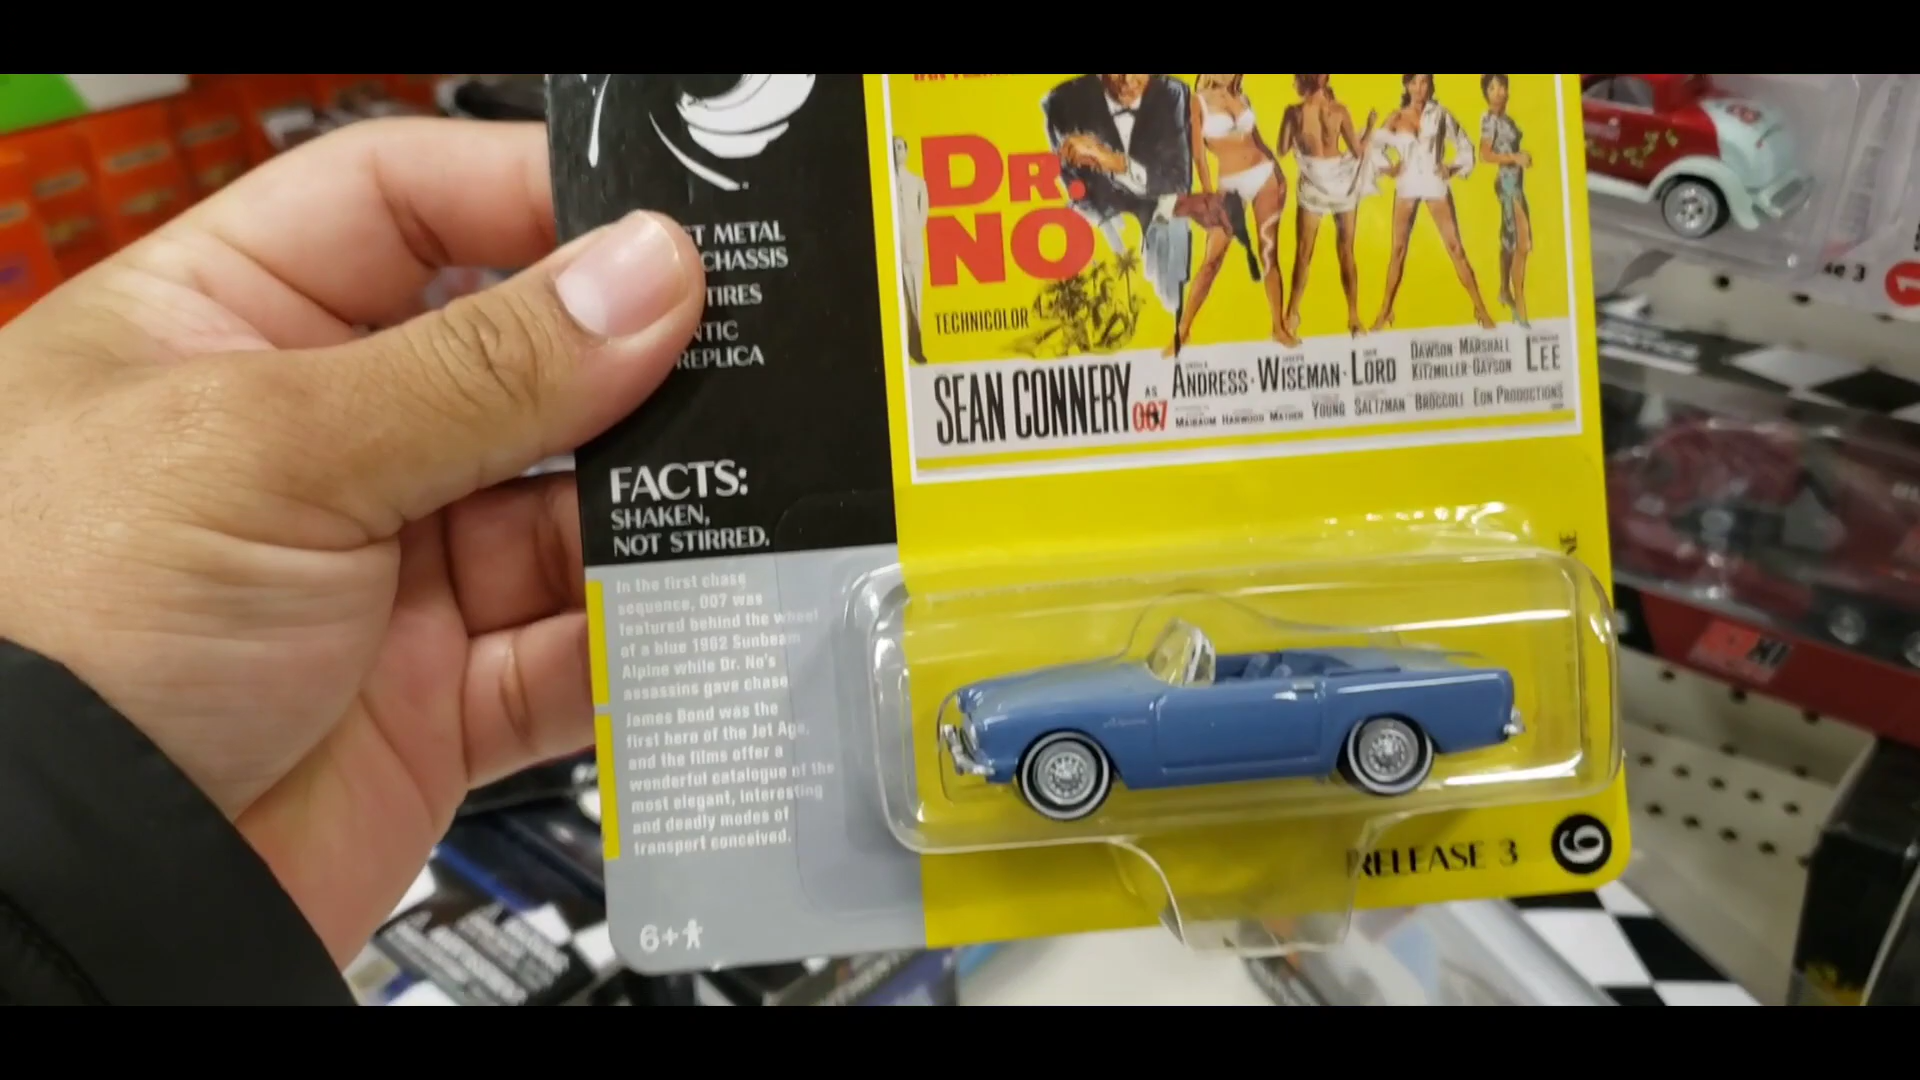 T METAL
CHASSIS
TIRES
NTIC
REPLICA
FACTS:
SHAKEN,
NOT STIRRED.
In the first chase
sequence, 007 was
featured behind the wheel
of a blue 1962 Sunbeam
Alpine while Dr. No's
assassins gave chase
James Bond was the
first hero of the Jet Age,
and the films offer a
wonderful catalogue of the
most elegant, interesting
and deadly modes of
transport conceived.
6+
DR.
NO
TECHNICOLOR
SEAN CONNERY AS 007
ANDRESS · WISEMAN · LORD
DAWSON MARSHALL
KITZMILLER · GAYSON
LEE
MAIBAUM HARWOOD MATHER YOUNG SALTZMAN BROCCOLI EON PRODUCTIONS
Alpine
RELEASE 3
6